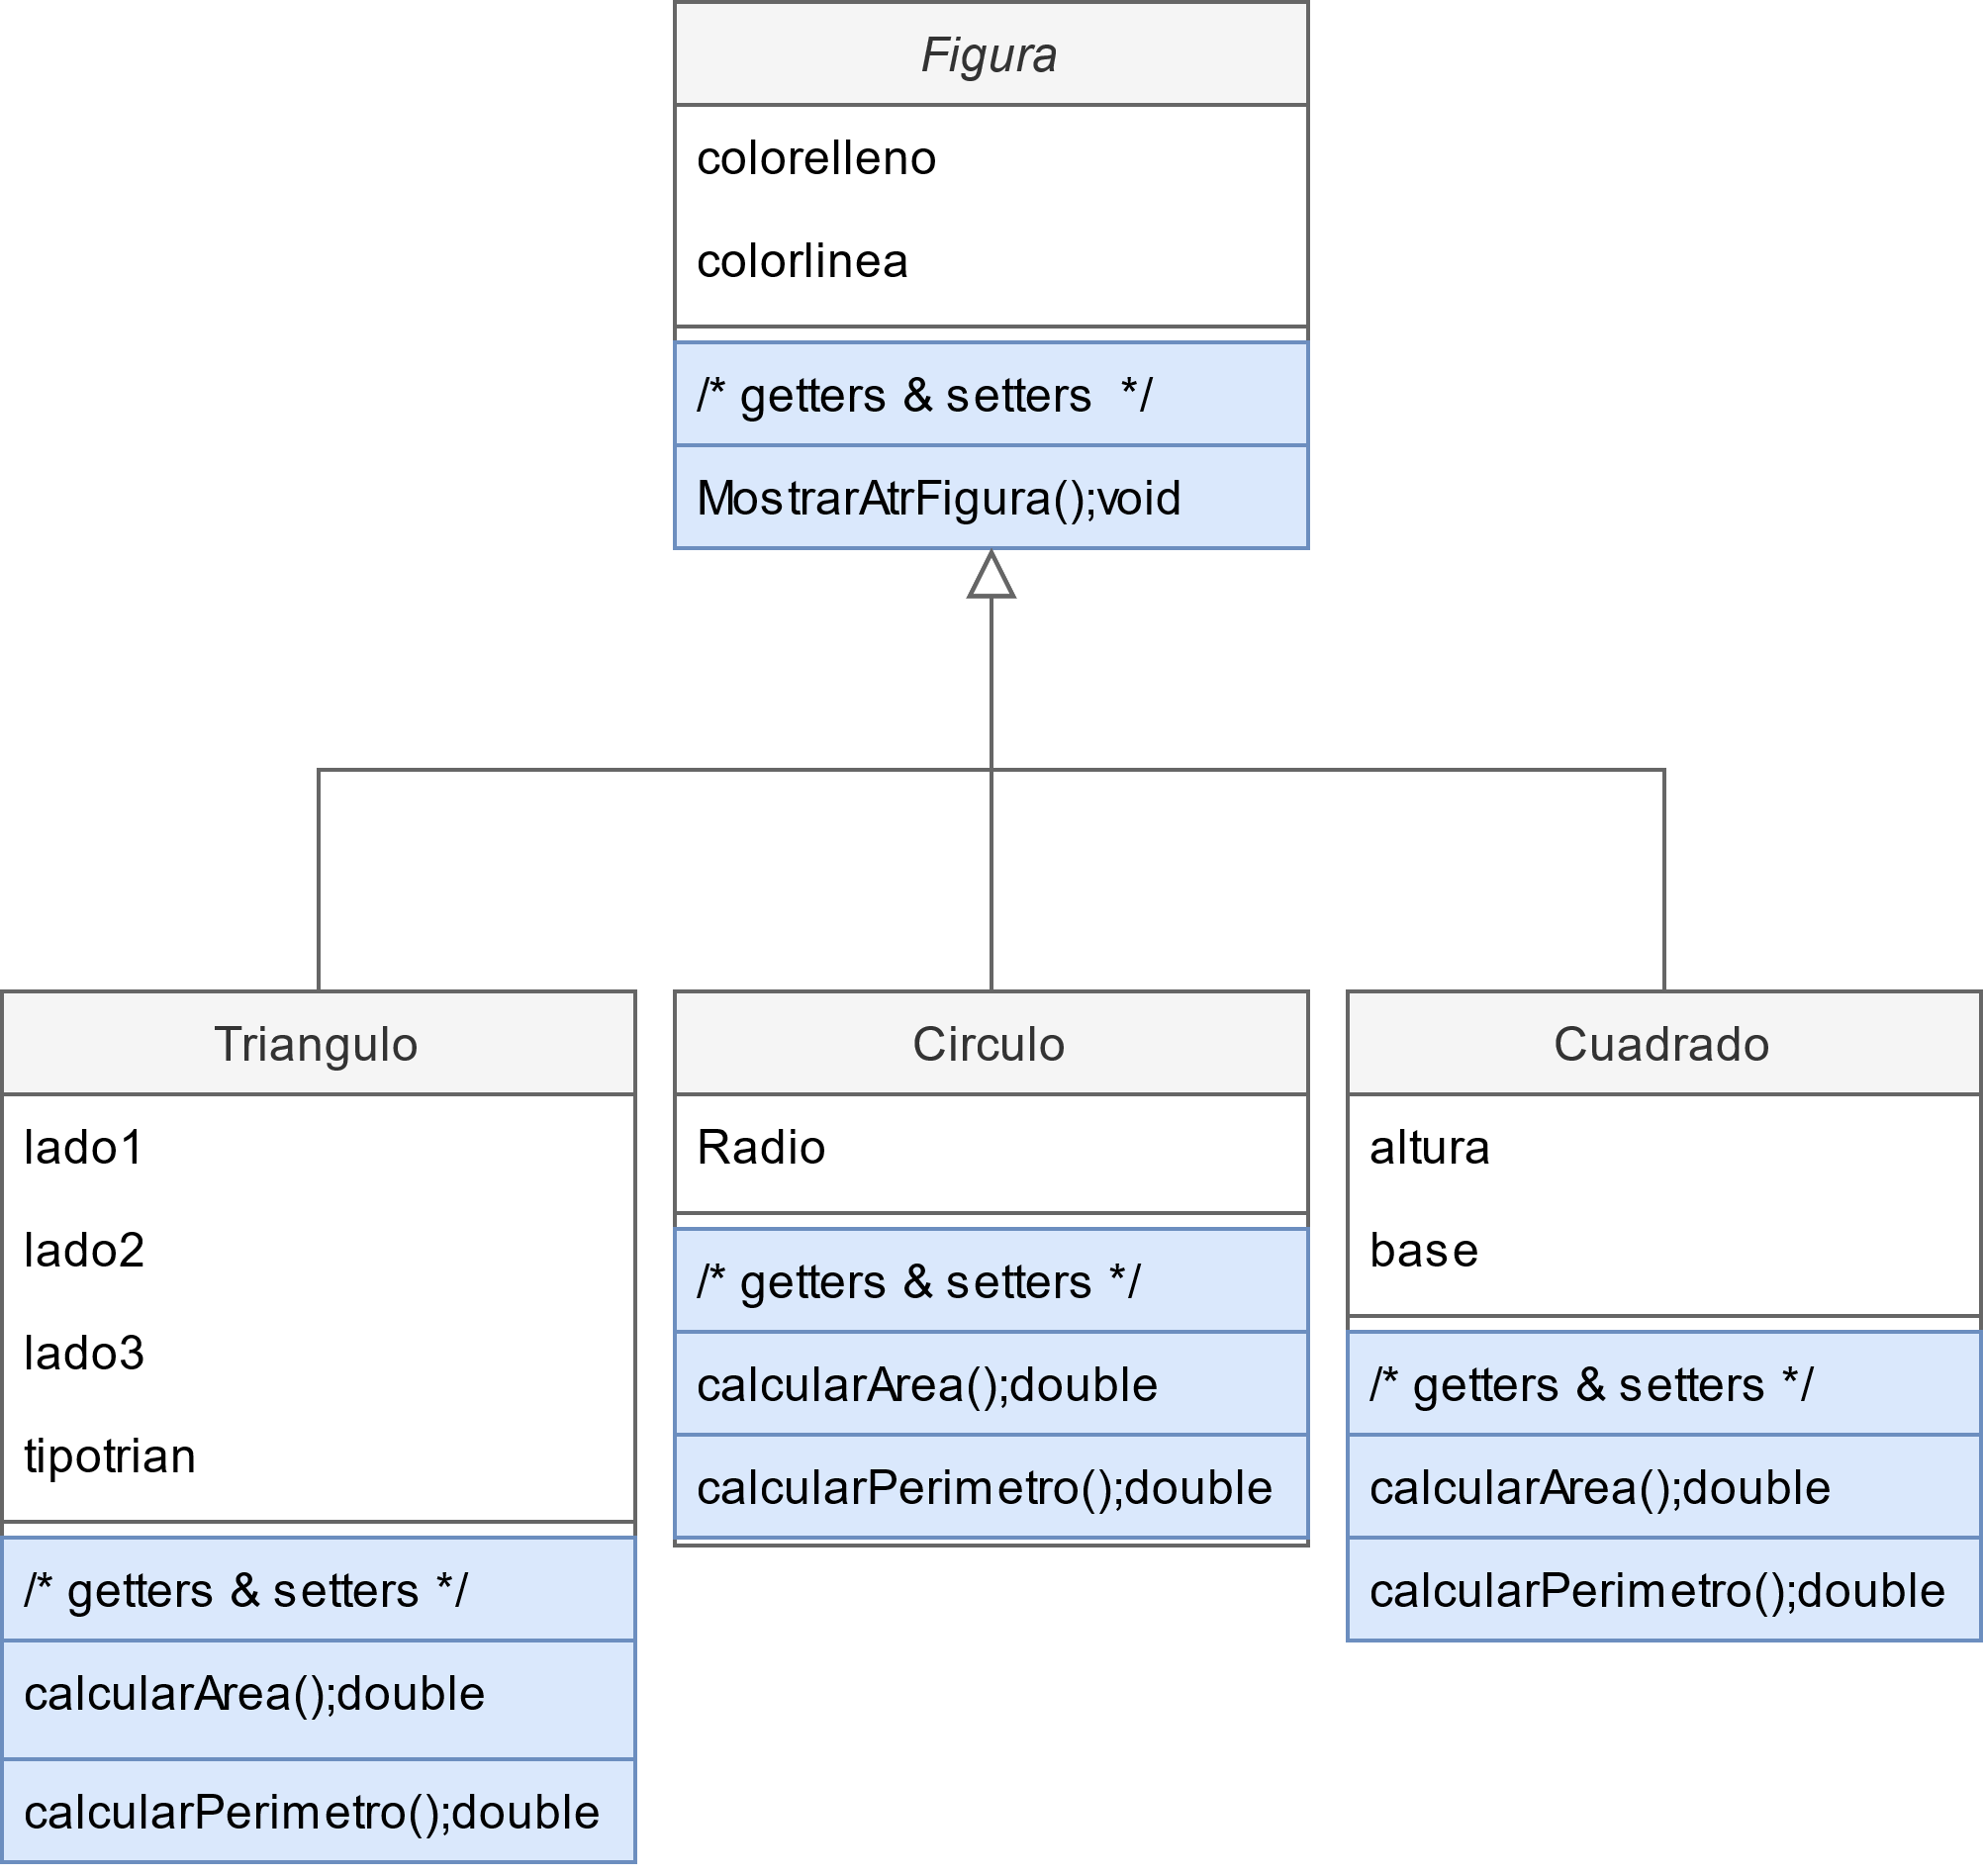 Figura
colorelleno
colorlinea
/* getters & setters  */
MostrarAtrFigura();void
Triangulo
lado1
lado2
lado3
tipotrian
/* getters & setters */
calcularArea();double
calcularPerimetro();double
Circulo
Radio
/* getters & setters */
calcularArea();double
calcularPerimetro();double
Cuadrado
altura
base
/* getters & setters */
calcularArea();double
calcularPerimetro();double